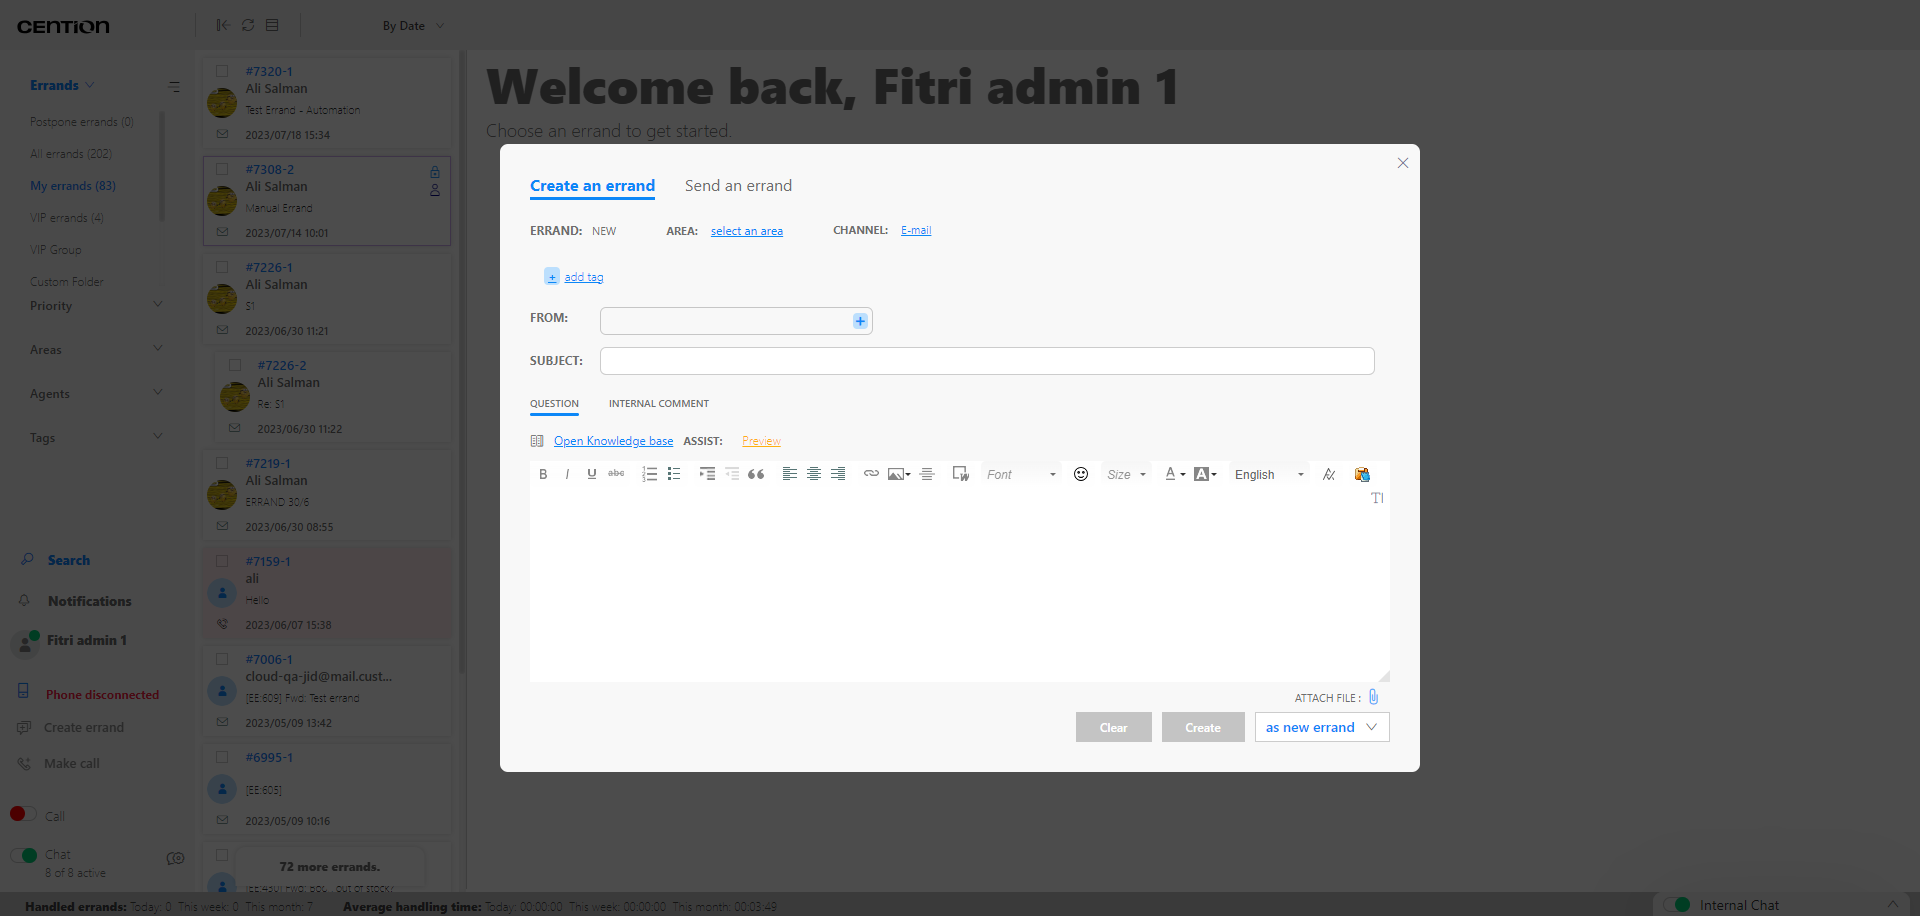 CENTION
By Date
Errands
Postpone errands (0)
All errands (202)
My errands (83)
VIP errands (4)
VIP Group
Custom Folder
Priority
Areas
Agents
Tags
Search
Notifications
Fitri admin 1
Phone disconnected
Create errand
Make call
Call
Chat
8 of 8 active
#7320-1
Ali Salman
Test Errand - Automation
2023/07/18 15:34
#7308-2
Ali Salman
Manual Errand
2023/07/14 10:01
#7226-1
Ali Salman
S1
2023/06/30 11:21
#7226-2
Ali Salman
Re: S1
2023/06/30 11:22
#7219-1
Ali Salman
ERRAND 30/6
2023/06/30 08:55
#7159-1
ali
Hello
2023/06/07 15:38
#7006-1
cloud-qa-jid@mail.cust...
[EE:609] Fwd: Test errand
2023/05/09 13:42
#6995-1
[EE:605]
2023/05/09 10:16
72 more errands.
Welcome back, Fitri admin 1
Choose an errand to get started.
Create an errand
Send an errand
ERRAND: NEW AREA: select an area CHANNEL: E-mail
+ add tag
FROM: +
SUBJECT:
QUESTION INTERNAL COMMENT
Open Knowledge base ASSIST: Preview
B I U abc Font Size A A English
TI
ATTACH FILE :
Clear Create as new errand
Handled errands: Today: 0 This week: 0 This month: 7 Average handling time: Today: 00:00:00 This week: 00:00:00 This month: 00:03:49
Internal Chat